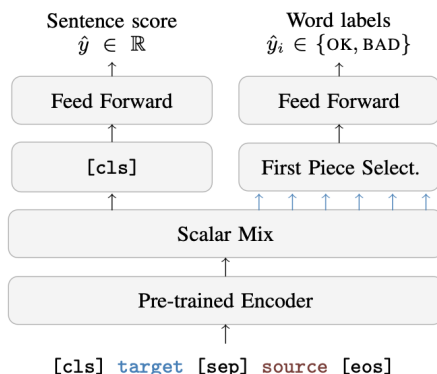 Sentence score
ŷ ∈ ℝ
Word labels
ŷᵢ ∈ {OK, BAD}
Feed Forward
Feed Forward
[cls]
First Piece Select.
Scalar Mix
Pre-trained Encoder
[cls] target [sep] source [eos]